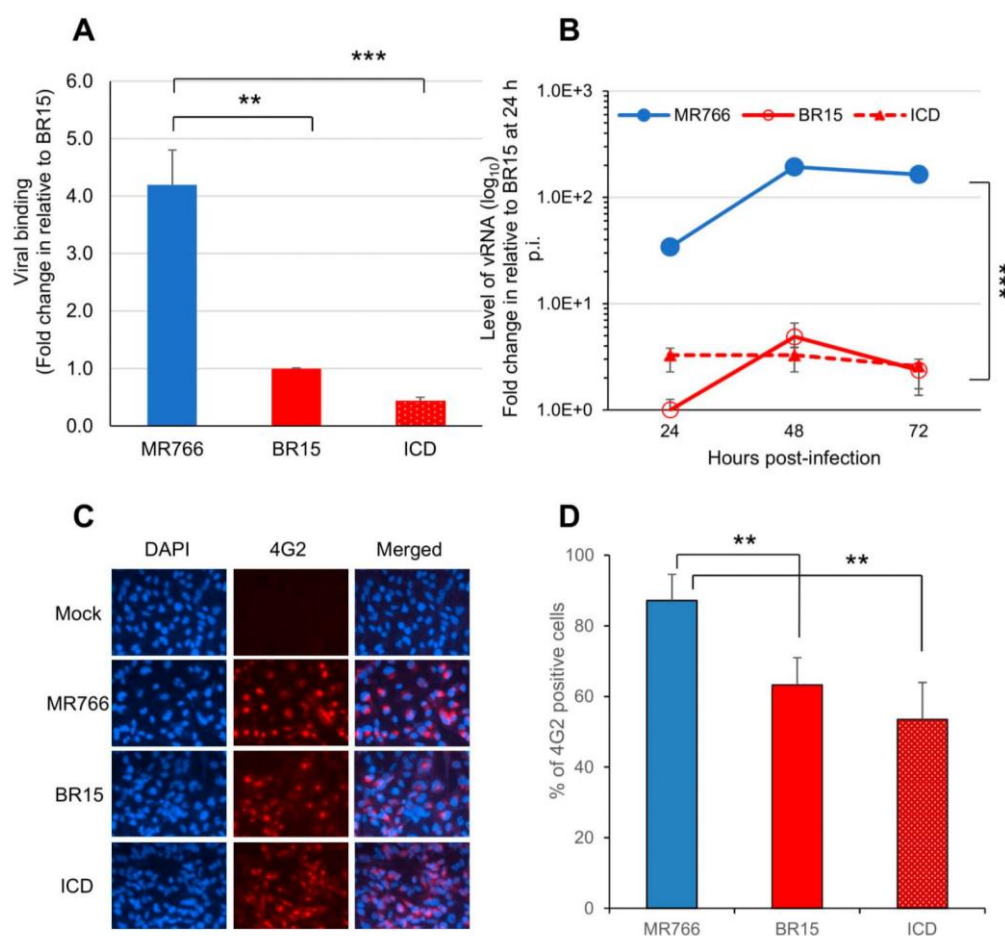 A
Viral binding
(Fold change in relative to BR15)
6.0
5.0
4.0
3.0
2.0
1.0
0.0
***
**
MR766 BR15 ICD
B
Level of vRNA (log10)
Fold change in relative to BR15 at 24 h
p.i.
1.0E+3
1.0E+2
1.0E+1
1.0E+0
MR766 BR15 ICD
***
24 48 72
Hours post-infection
C
DAPI 4G2 Merged
Mock
MR766
BR15
ICD
D
% of 4G2 positive cells
100
80
60
40
20
0
** **
MR766 BR15 ICD